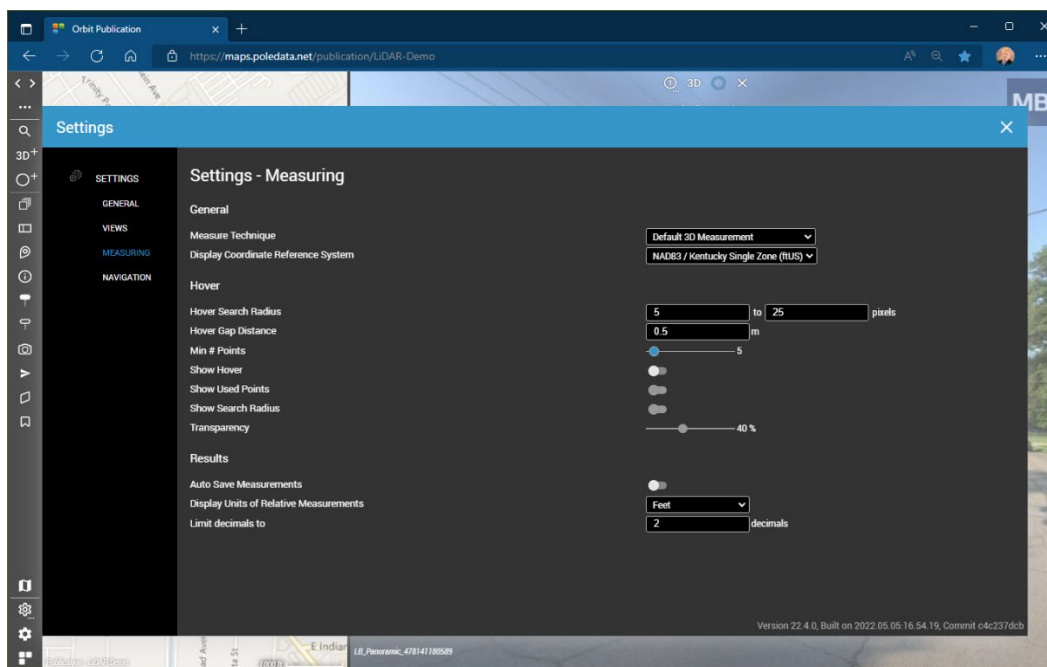 Orbit Publication
https://maps.poledata.net/publication/LiDAR-Demo
3D
MB
Settings
3D+
SETTINGS
GENERAL
VIEWS
MEASURING
NAVIGATION
Settings - Measuring
General
Measure Technique Default 3D Measurement
Display Coordinate Reference System NAD83 / Kentucky Single Zone (ftUS)
Hover
Hover Search Radius 5 to 25 pixels
Hover Gap Distance 0.5 m
Min # Points 5
Show Hover
Show Used Points
Show Search Radius
Transparency 40 %
Results
Auto Save Measurements
Display Units of Relative Measurements Feet
Limit decimals to 2 decimals
Version 22.4.0, Built on 2022.05.05:16.54.19, Commit c4c237dcb
E Indian
LB_Panoramic_478141180589